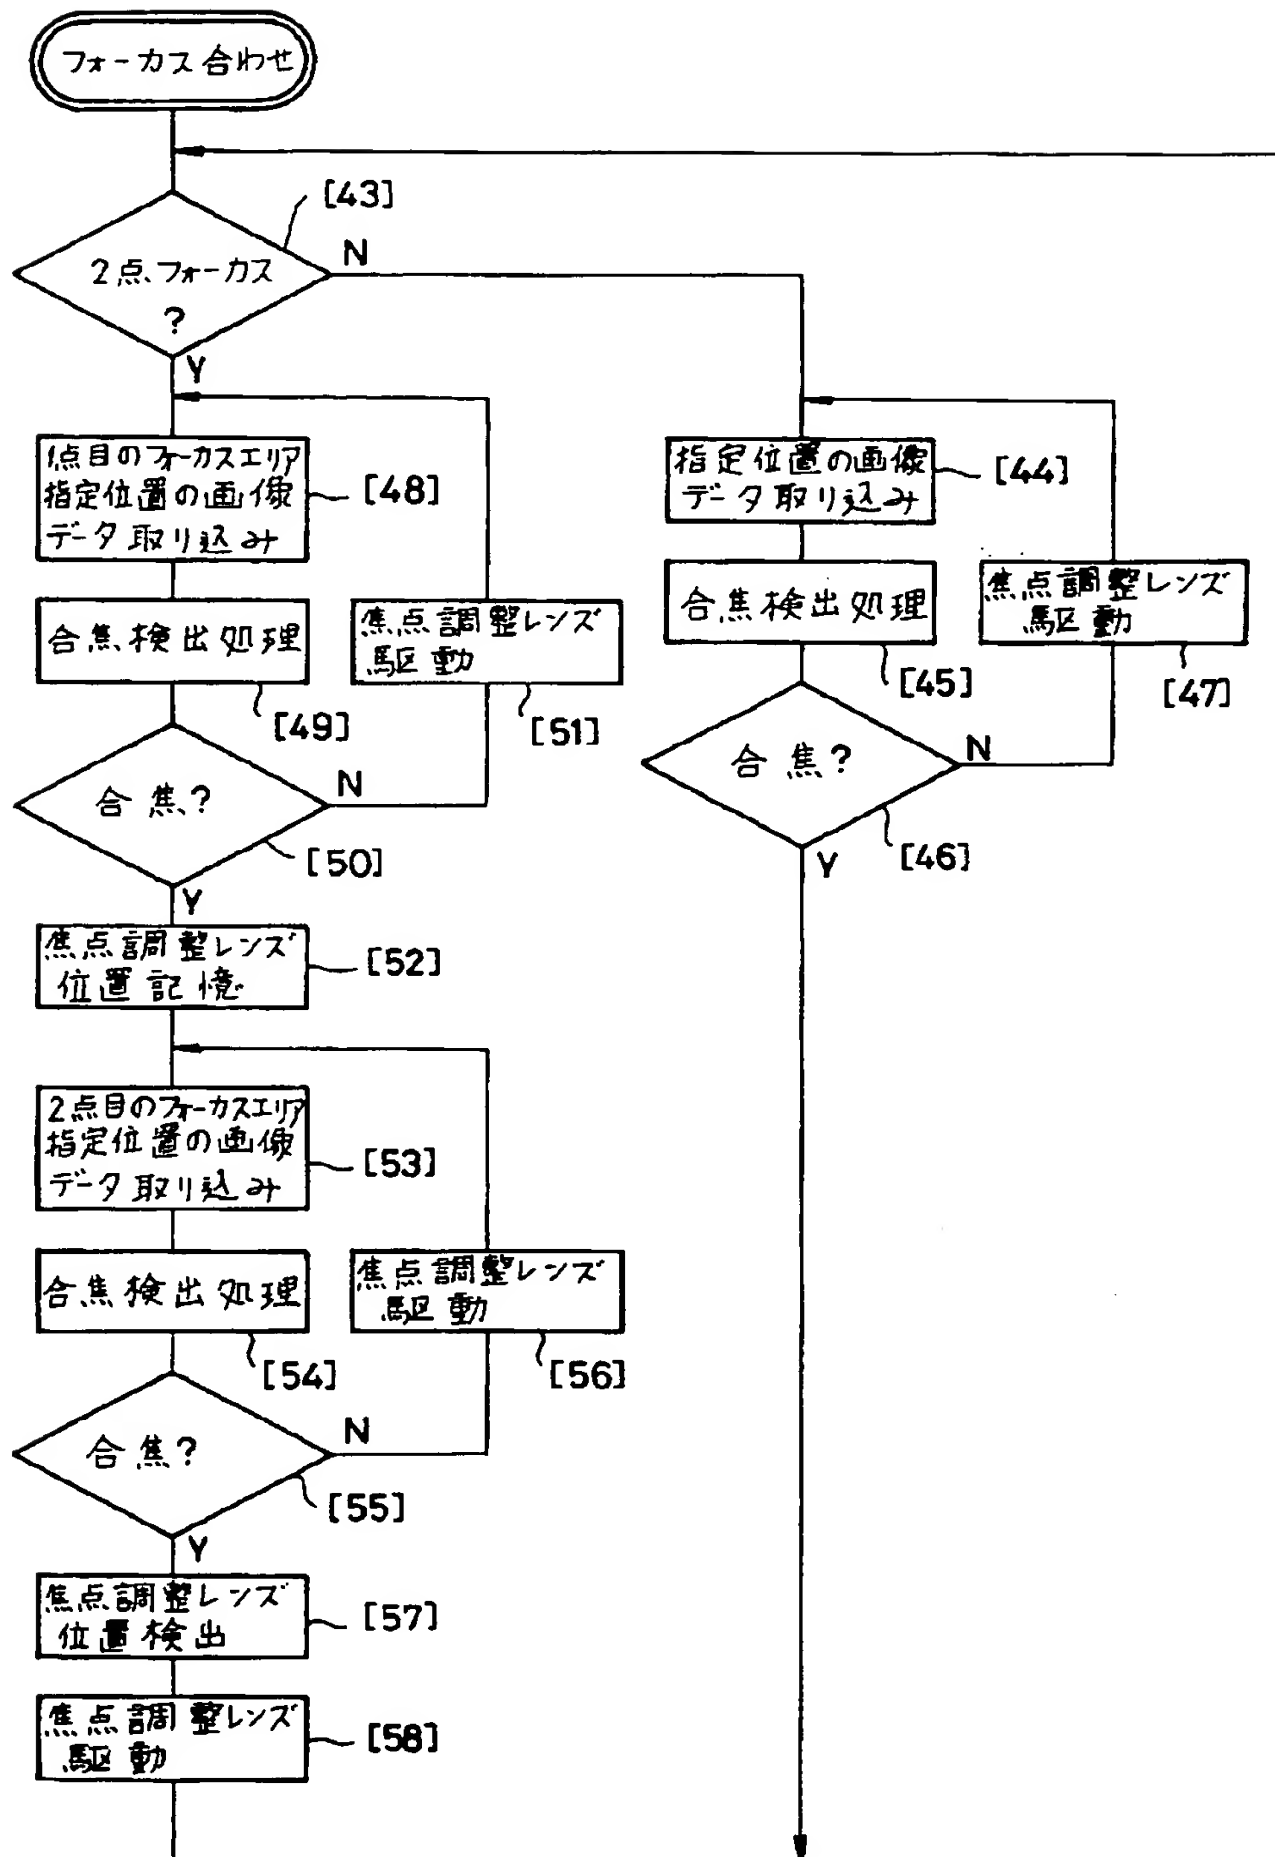 フォーカス合わせ
[43]
2点フォーカス
?
N
Y
1点目のフォーカスエリア
指定位置の画像
データ取り込み
[48]
合焦検出処理
[49]
焦点調整レンズ
駆動
[51]
合焦?
N
[50]
Y
焦点調整レンズ
位置記憶
[52]
2点目のフォーカスエリア
指定位置の画像
データ取り込み
[53]
合焦検出処理
[54]
焦点調整レンズ
駆動
[56]
合焦?
N
[55]
Y
焦点調整レンズ
位置検出
[57]
焦点調整レンズ
駆動
[58]
指定位置の画像
データ取り込み
[44]
合焦検出処理
[45]
焦点調整レンズ
駆動
[47]
合焦?
N
[46]
Y